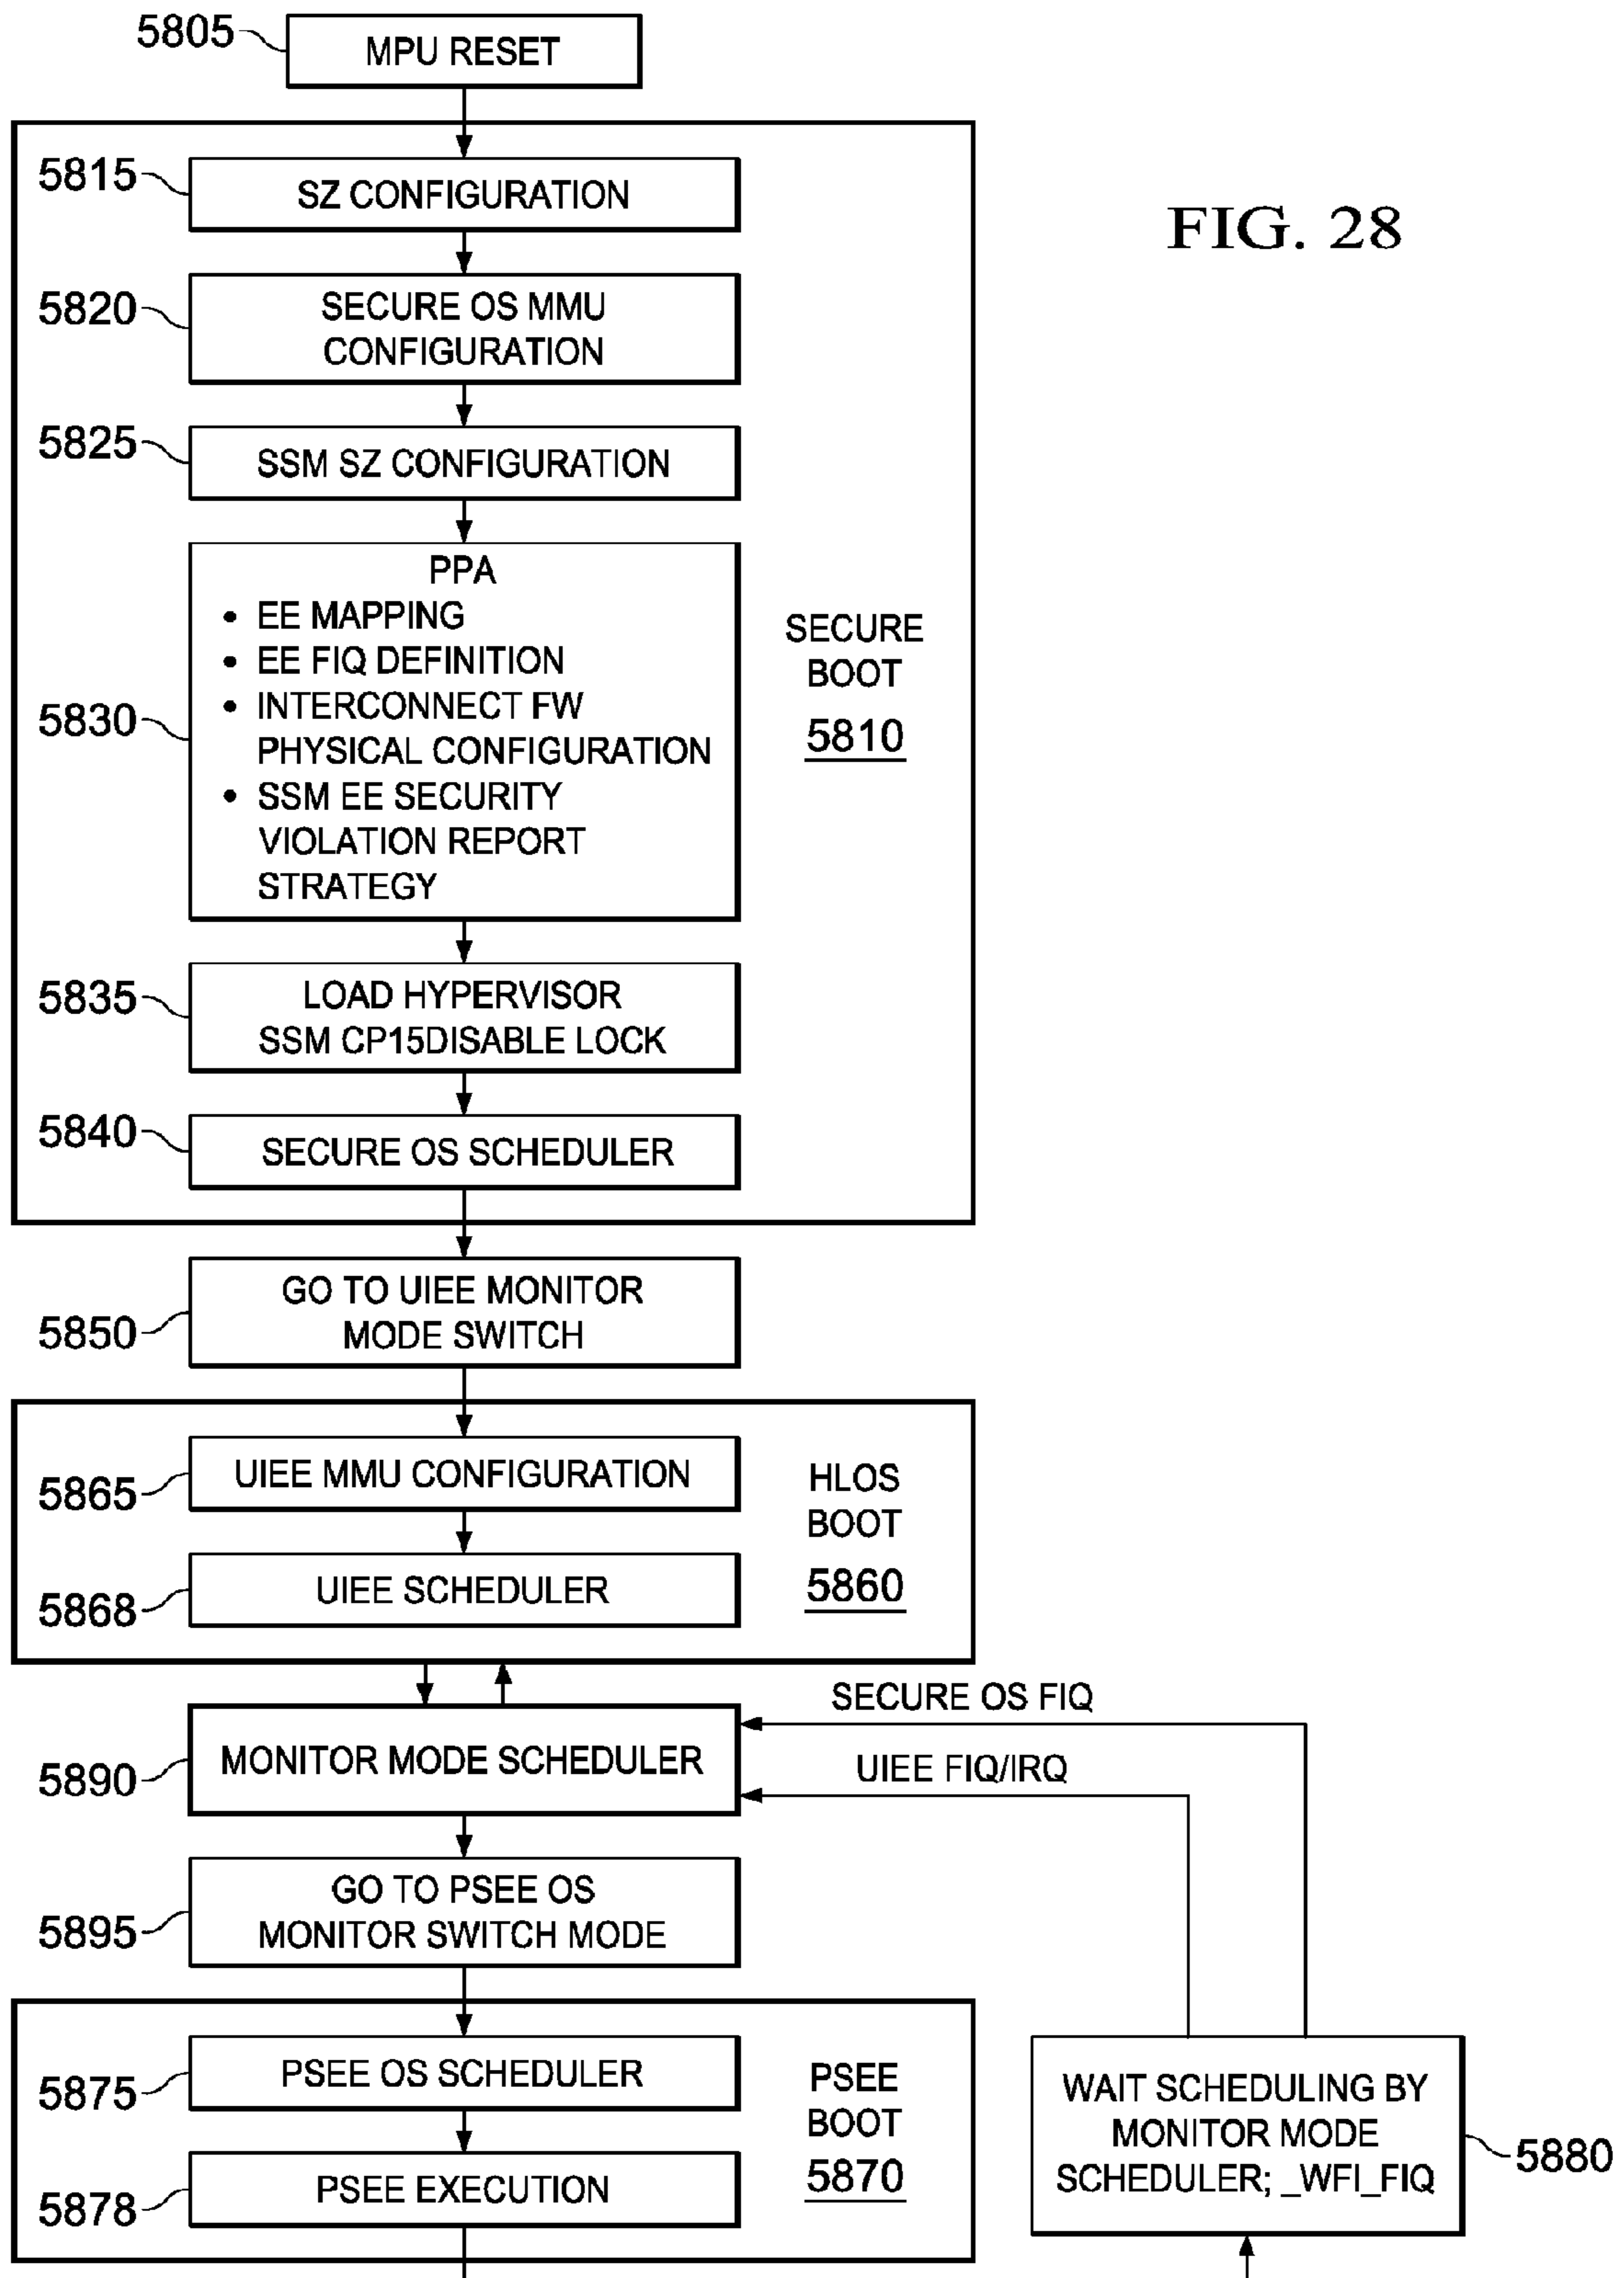 5805
MPU RESET
FIG. 28
5815
SZ CONFIGURATION
5820
SECURE OS MMU
CONFIGURATION
5825
SSM SZ CONFIGURATION
5830
PPA
• EE MAPPING
• EE FIQ DEFINITION
• INTERCONNECT FW
PHYSICAL CONFIGURATION
• SSM EE SECURITY
VIOLATION REPORT
STRATEGY
SECURE
BOOT
5810
5835
LOAD HYPERVISOR
SSM CP15DISABLE LOCK
5840
SECURE OS SCHEDULER
5850
GO TO UIEE MONITOR
MODE SWITCH
5865
UIEE MMU CONFIGURATION
5868
UIEE SCHEDULER
HLOS
BOOT
5860
SECURE OS FIQ
UIEE FIQ/IRQ
5890
MONITOR MODE SCHEDULER
5895
GO TO PSEE OS
MONITOR SWITCH MODE
5875
PSEE OS SCHEDULER
5878
PSEE EXECUTION
PSEE
BOOT
5870
WAIT SCHEDULING BY
MONITOR MODE
SCHEDULER; _WFI_FIQ
5880